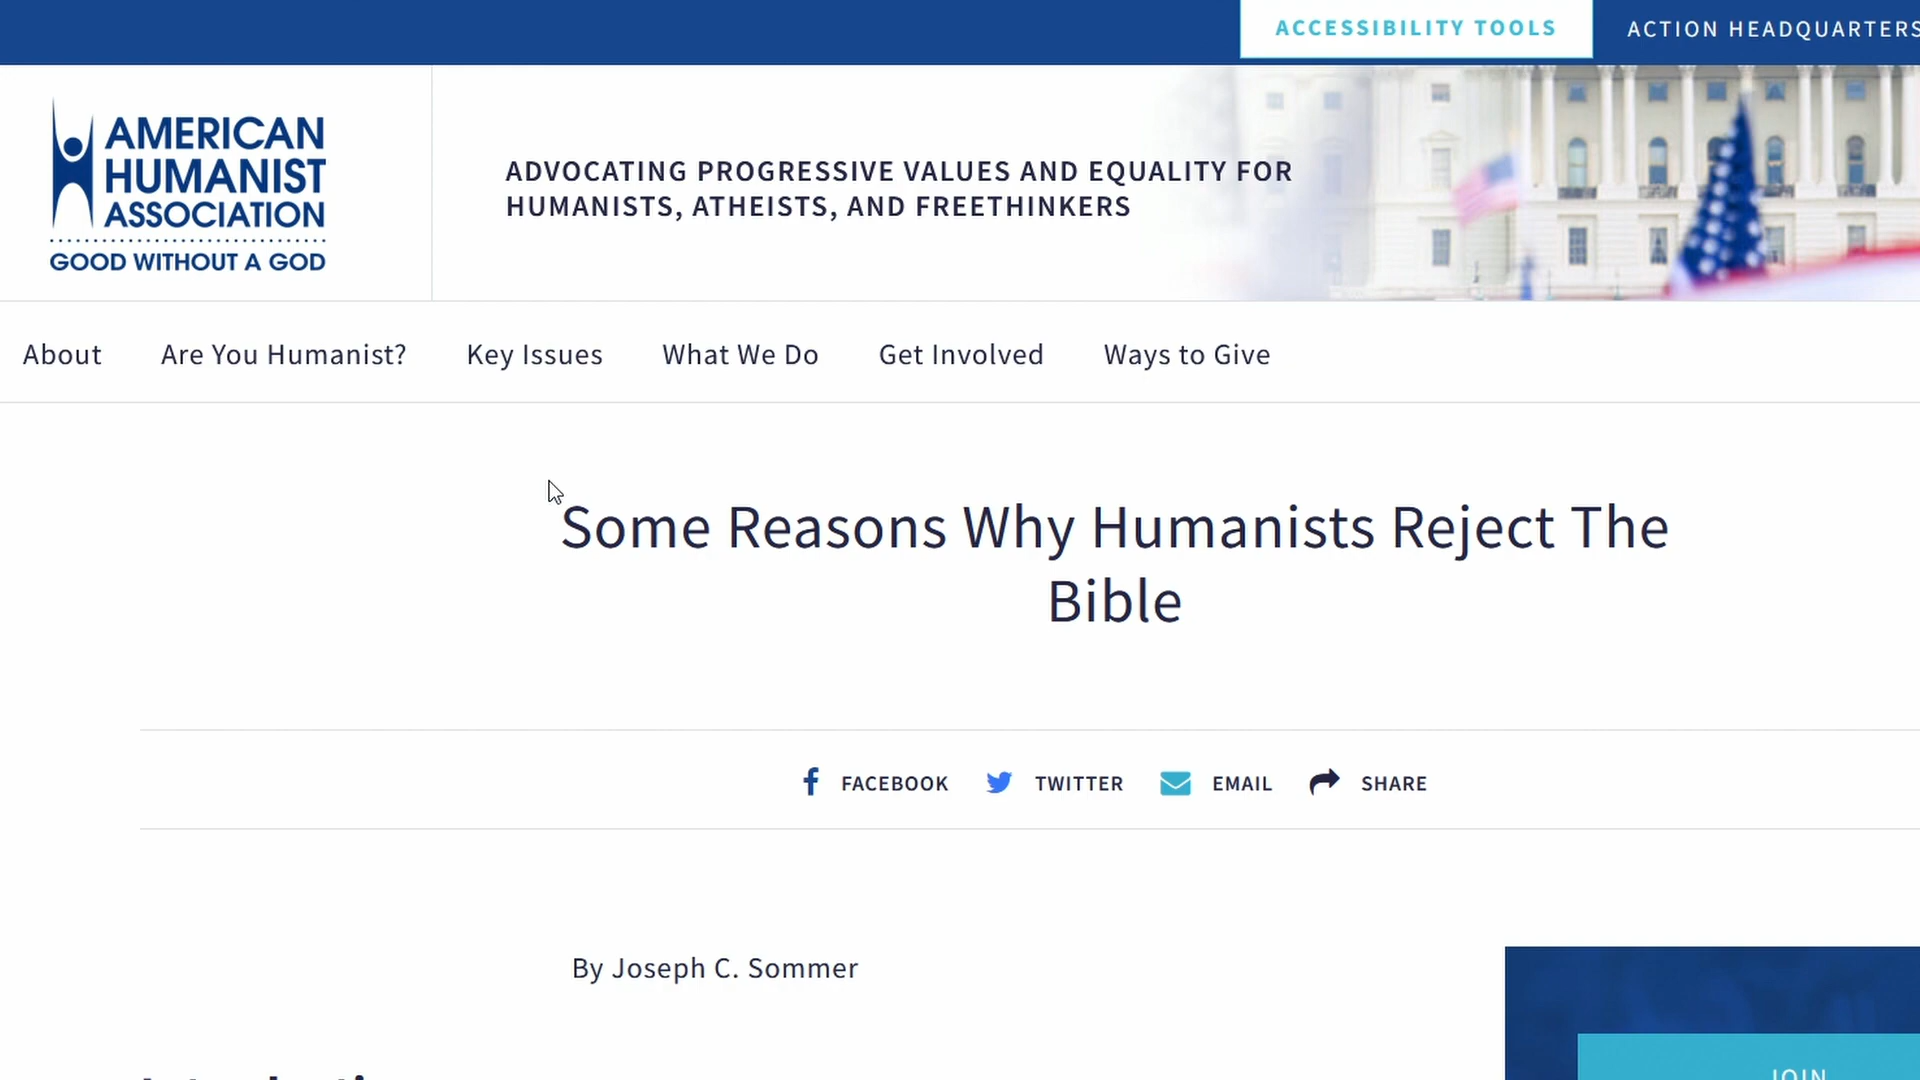 ACCESSIBILITY TOOLS
ACTION HEADQUARTERS
AMERICAN
HUMANIST
ASSOCIATION
GOOD WITHOUT A GOD
ADVOCATING PROGRESSIVE VALUES AND EQUALITY FOR
HUMANISTS, ATHEISTS, AND FREETHINKERS
About
Are You Humanist?
Key Issues
What We Do
Get Involved
Ways to Give
Some Reasons Why Humanists Reject The
Bible
FACEBOOK
TWITTER
EMAIL
SHARE
By Joseph C. Sommer
JOIN